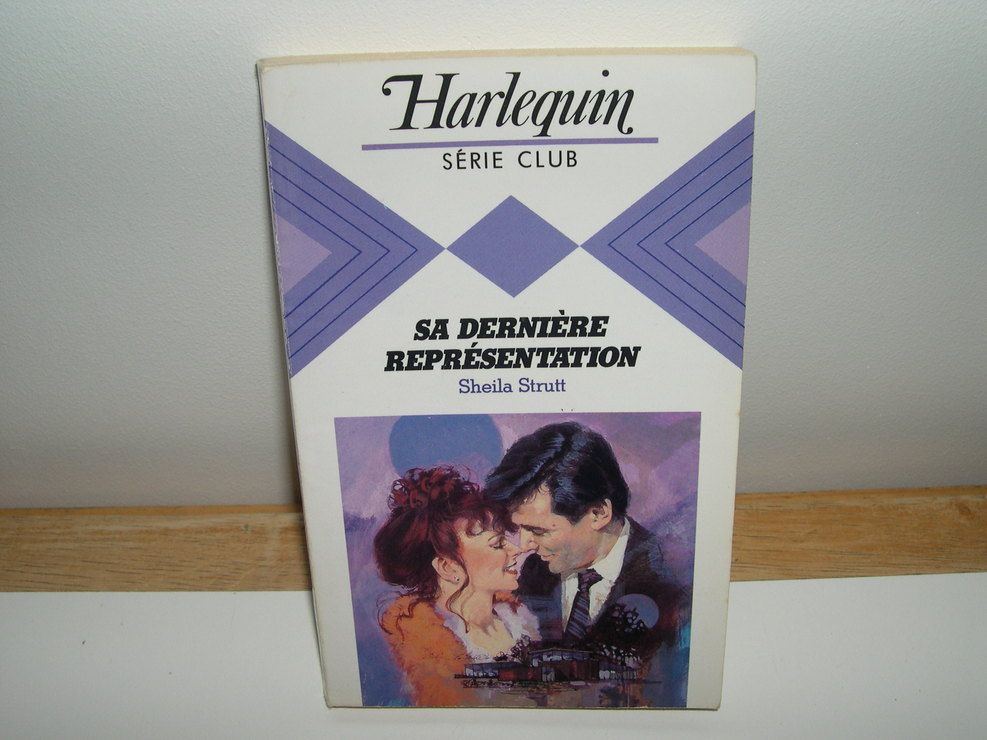 Harlequin
SÉRIE CLUB
SA DERNIÈRE
REPRÉSENTATION
Sheila Strutt